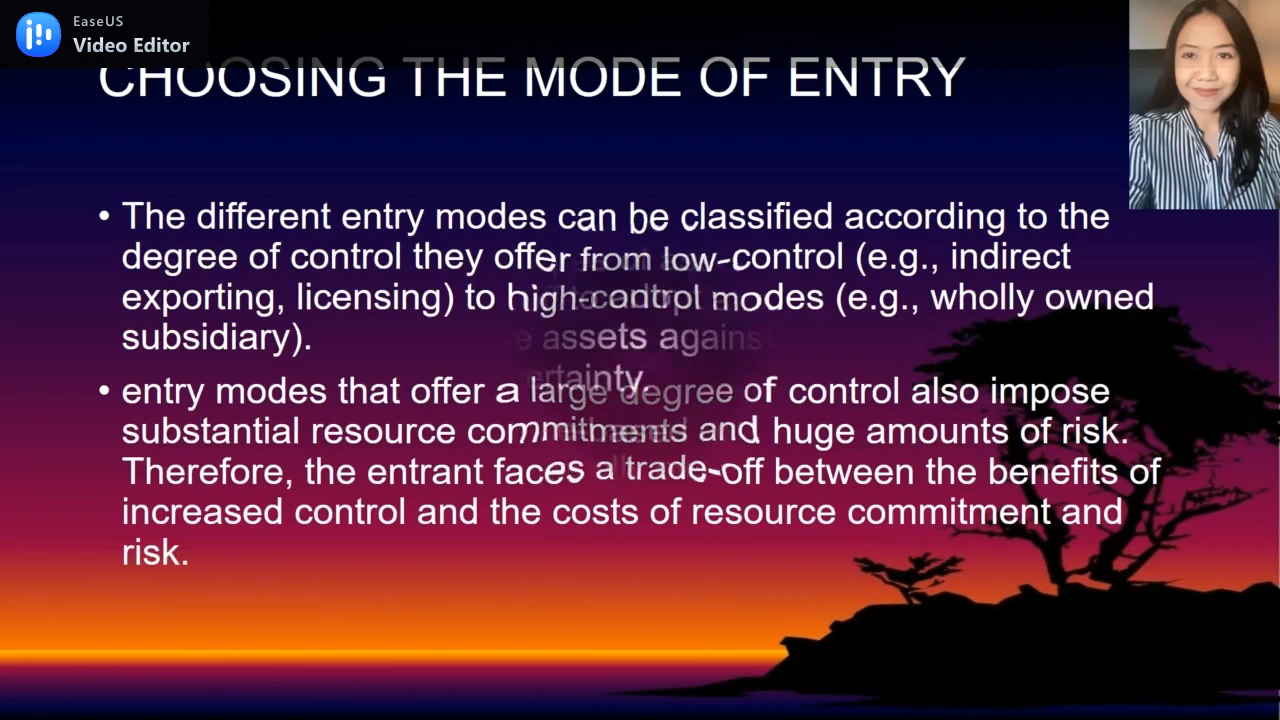 EaseUS
Video Editor
CHOOSING THE MODE OF ENTRY
• The different entry modes can be classified according to the
degree of control they offer from low-control (e.g., indirect
exporting, licensing) to high-control modes (e.g., wholly owned
subsidiary).
e assets against
rtainty.
• entry modes that offer a large degree of control also impose
substantial resource commitments and huge amounts of risk.
Therefore, the entrant faces a trade-off between the benefits of
increased control and the costs of resource commitment and
risk.